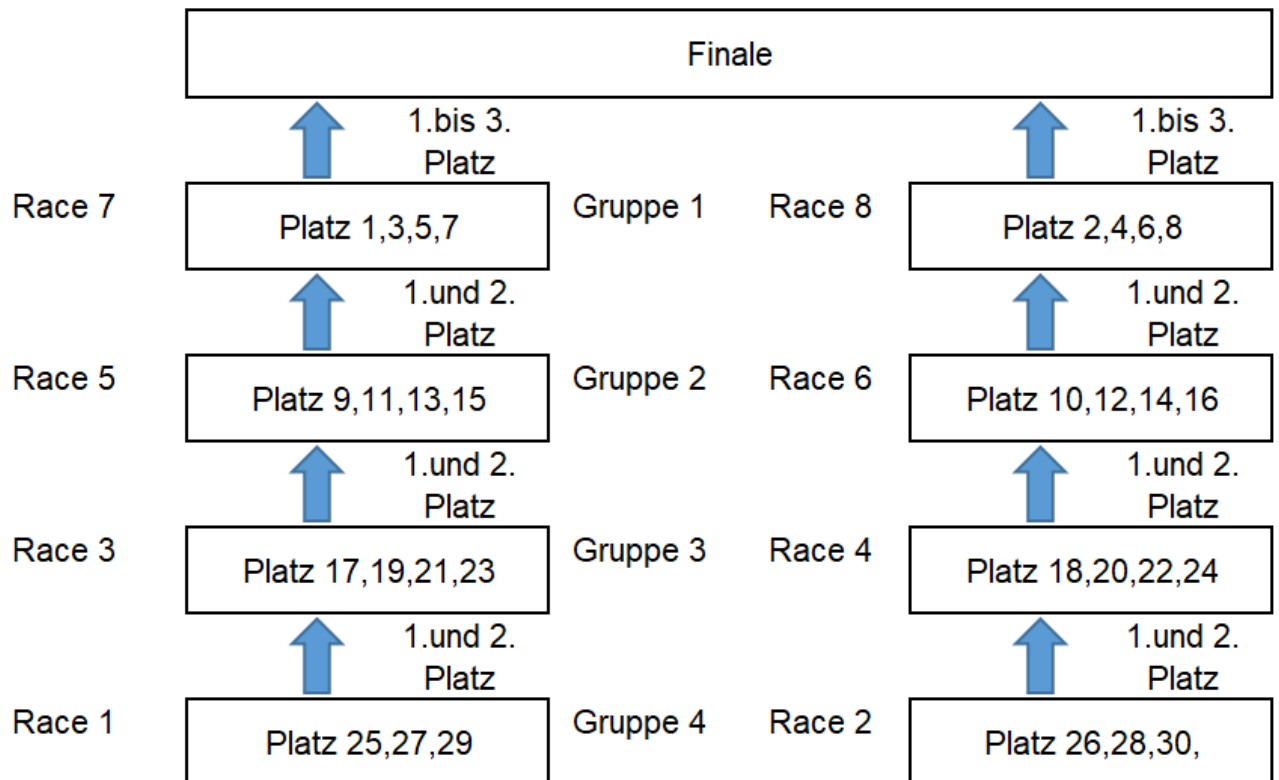 Finale
1.bis 3.
Platz
1.bis 3.
Platz
Race 7
Platz 1,3,5,7
Gruppe 1
Race 8
Platz 2,4,6,8
1.und 2.
Platz
1.und 2.
Platz
Race 5
Platz 9,11,13,15
Gruppe 2
Race 6
Platz 10,12,14,16
1.und 2.
Platz
1.und 2.
Platz
Race 3
Platz 17,19,21,23
Gruppe 3
Race 4
Platz 18,20,22,24
1.und 2.
Platz
1.und 2.
Platz
Race 1
Platz 25,27,29
Gruppe 4
Race 2
Platz 26,28,30,